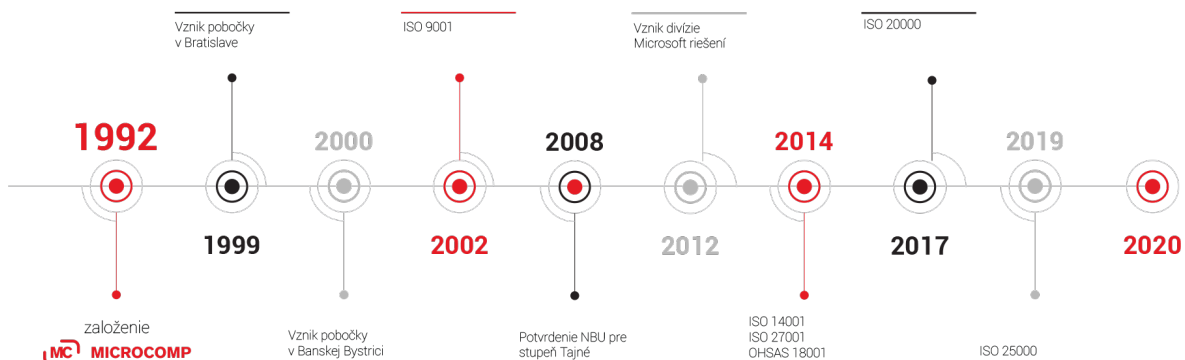 Vznik pobočky
v Bratislave
ISO 9001
Vznik divízie
Microsoft riešení
ISO 20000
1992
2000
2008
2014
2019
1999
2002
2012
2017
2020
založenie
MC MICROCOMP
Vznik pobočky
v Banskej Bystrici
Potvrdenie NBU pre
stupeň Tajné
ISO 14001
ISO 27001
OHSAS 18001
ISO 25000